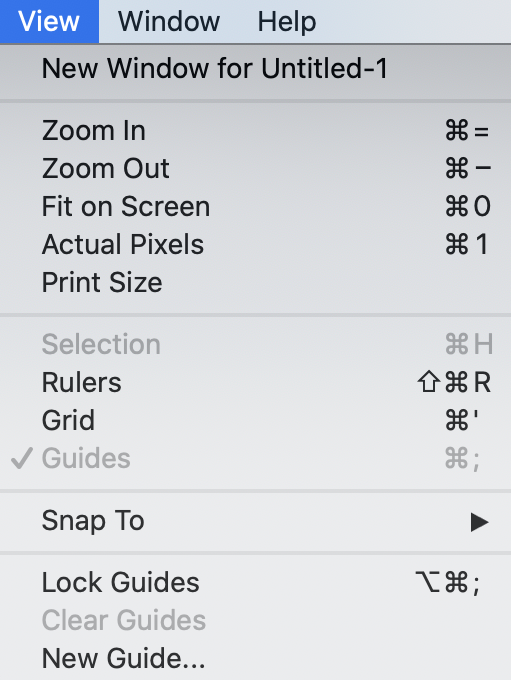 View Window Help
New Window for Untitled-1
Zoom In ⌘=
Zoom Out ⌘−
Fit on Screen ⌘0
Actual Pixels ⌘1
Print Size
Selection ⌘H
Rulers ⇧⌘R
Grid ⌘'
✓ Guides ⌘;
Snap To ▶
Lock Guides ⌥⌘;
Clear Guides
New Guide...